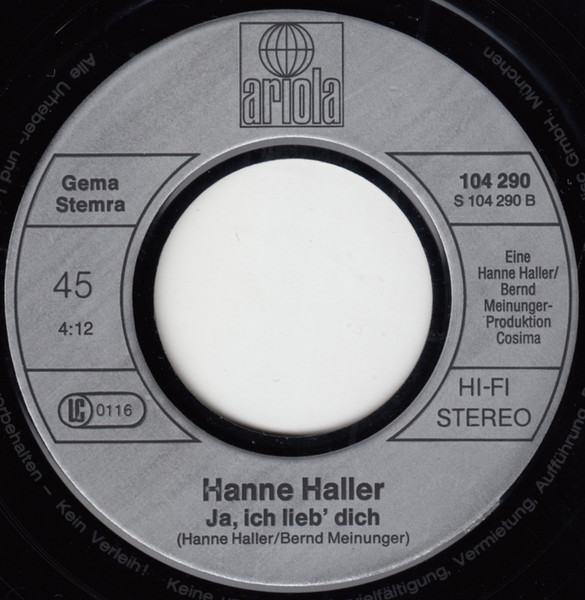 ariola
Gema
Stemra
45
4:12
LC 0116
104 290
S 104 290 B
Eine
Hanne Haller/
Bernd
Meinunger-
Produktion
Cosima
HI-FI
STEREO
Hanne Haller
Ja, ich lieb' dich
(Hanne Haller/Bernd Meinunger)
Alle Urheber- und
GmbH., München
Kein Verleih! Keine
Vermietung, Aufführung